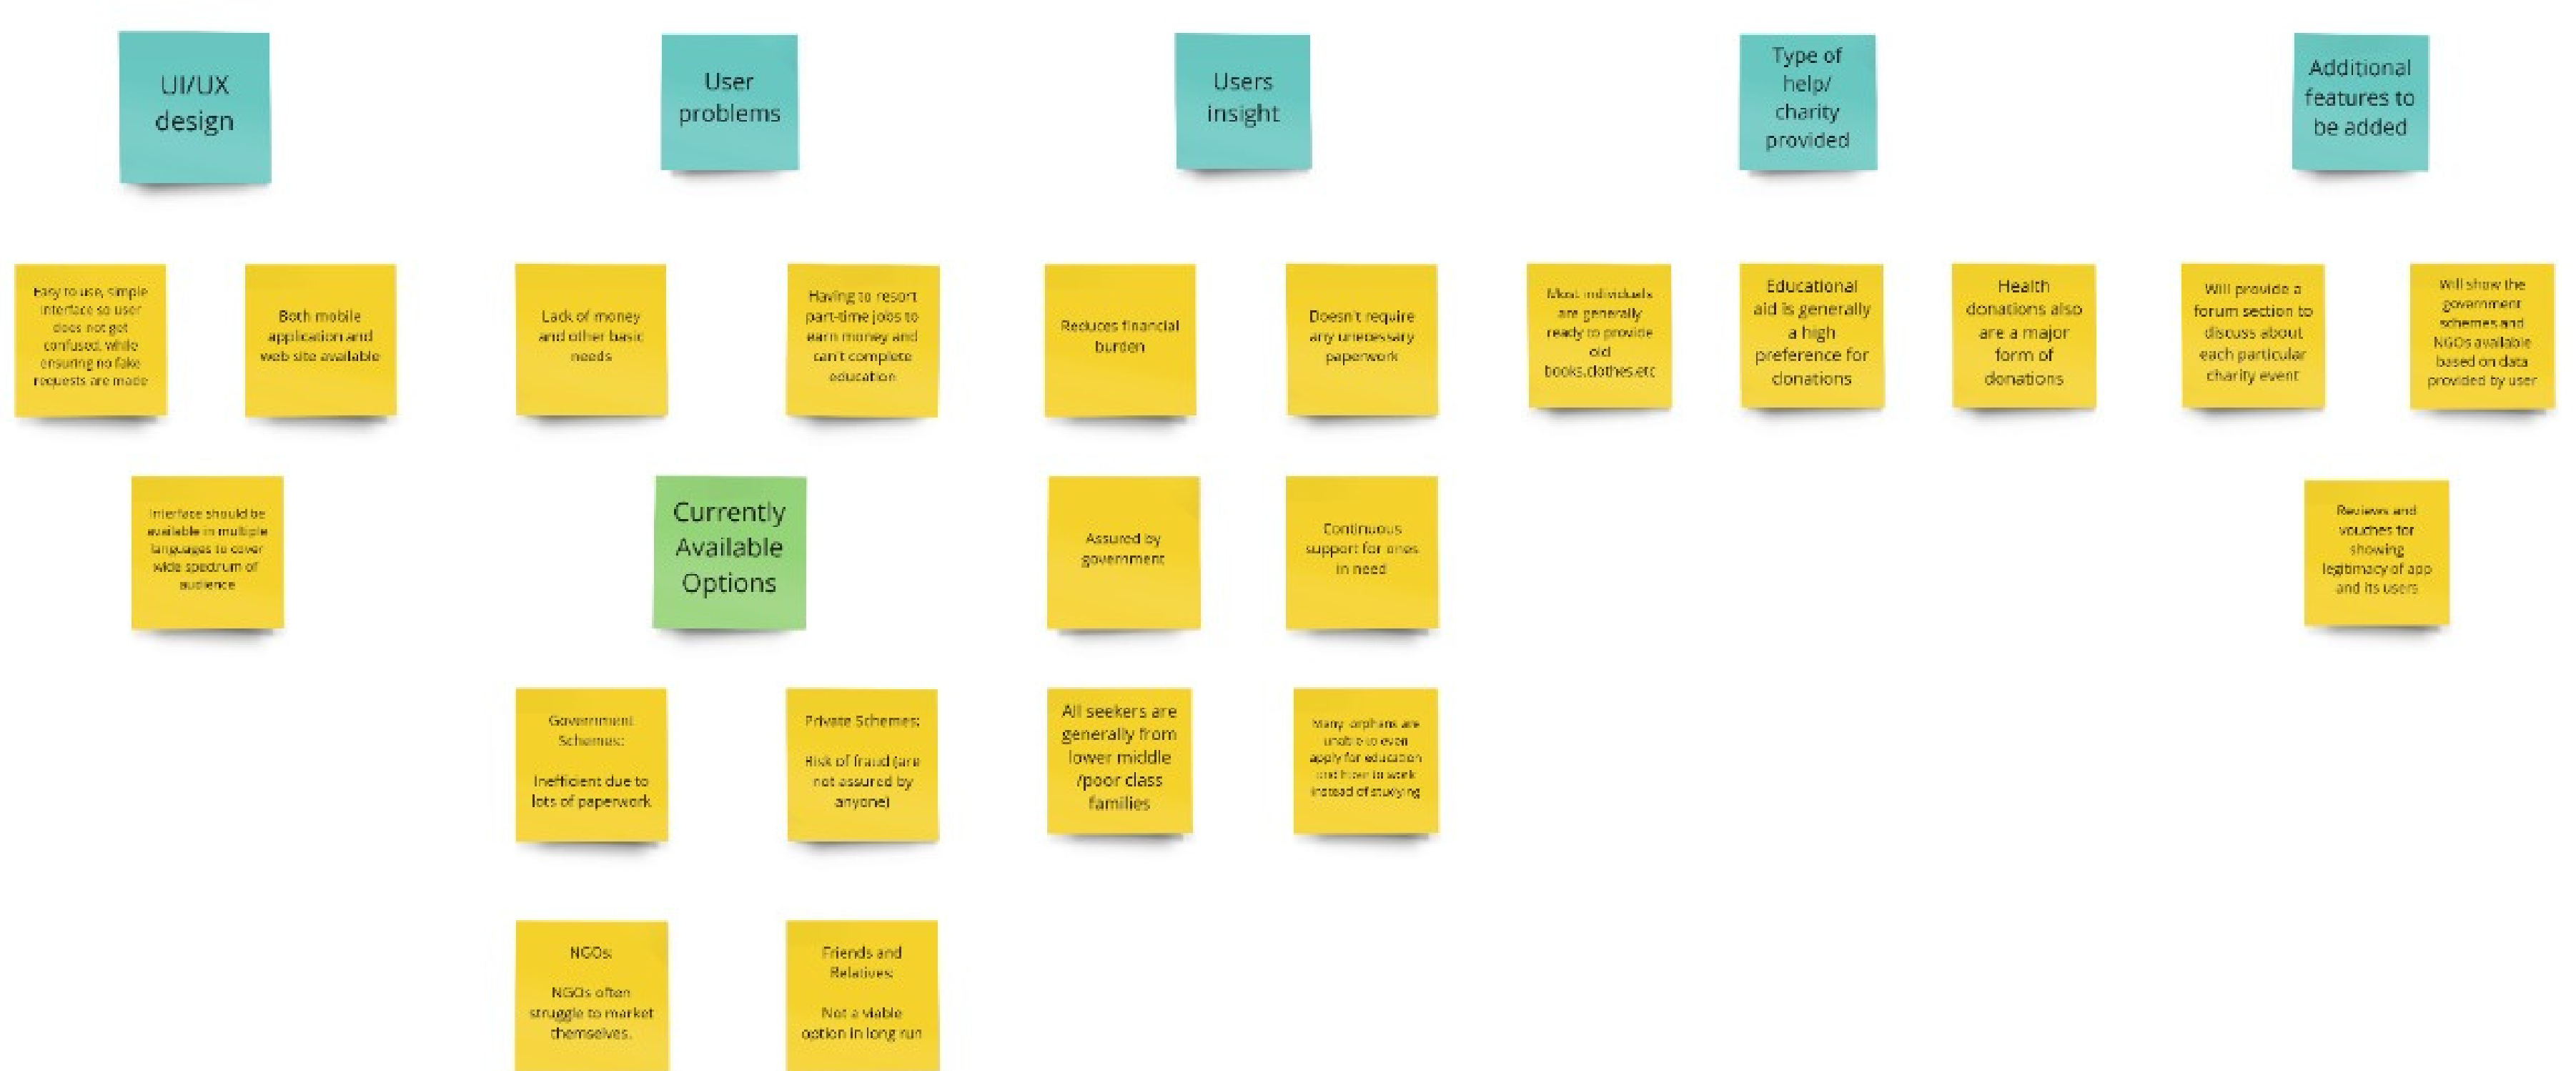 UI/UX
design
User
problems
Users
insight
Type of
help/
charity
provided
Additional
features to
be added
Easy to use, simple
interface so user
does not get
confused, while
ensuring no fake
requests are made
Both mobile
application and
web site available
Lack of money
and other basic
needs
Having to resort
part-time jobs to
earn money and
can't complete
education
Reduces financial
burden
Doesn't require
any unecessary
paperwork
Most individuals
are generally
ready to provide
old
books,clothes,etc
Educational
aid is generally
a high
preference for
donations
Health
donations also
are a major
form of
donations
Will provide a
forum section to
discuss about
each particular
charity event
Will show the
government
schemes and
NGOs available
based on data
provided by user
Interface should be
available in multiple
languages to cover
wide spectrum of
audience
Currently
Available
Options
Assured by
government
Continuous
support for ones
in need
Reviews and
vouches for
showing
legitimacy of app
and its users
Government
Schemes:
Inefficient due to
lots of paperwork
Private Schemes:
Risk of fraud (are
not assured by
anyone)
All seekers are
generally from
lower middle
/poor class
families
Many orphans are
unable to even
apply for education
and have to work
instead of studying
NGOs:
NGOs often
struggle to market
themselves.
Friends and
Relatives:
Not a viable
option in long run